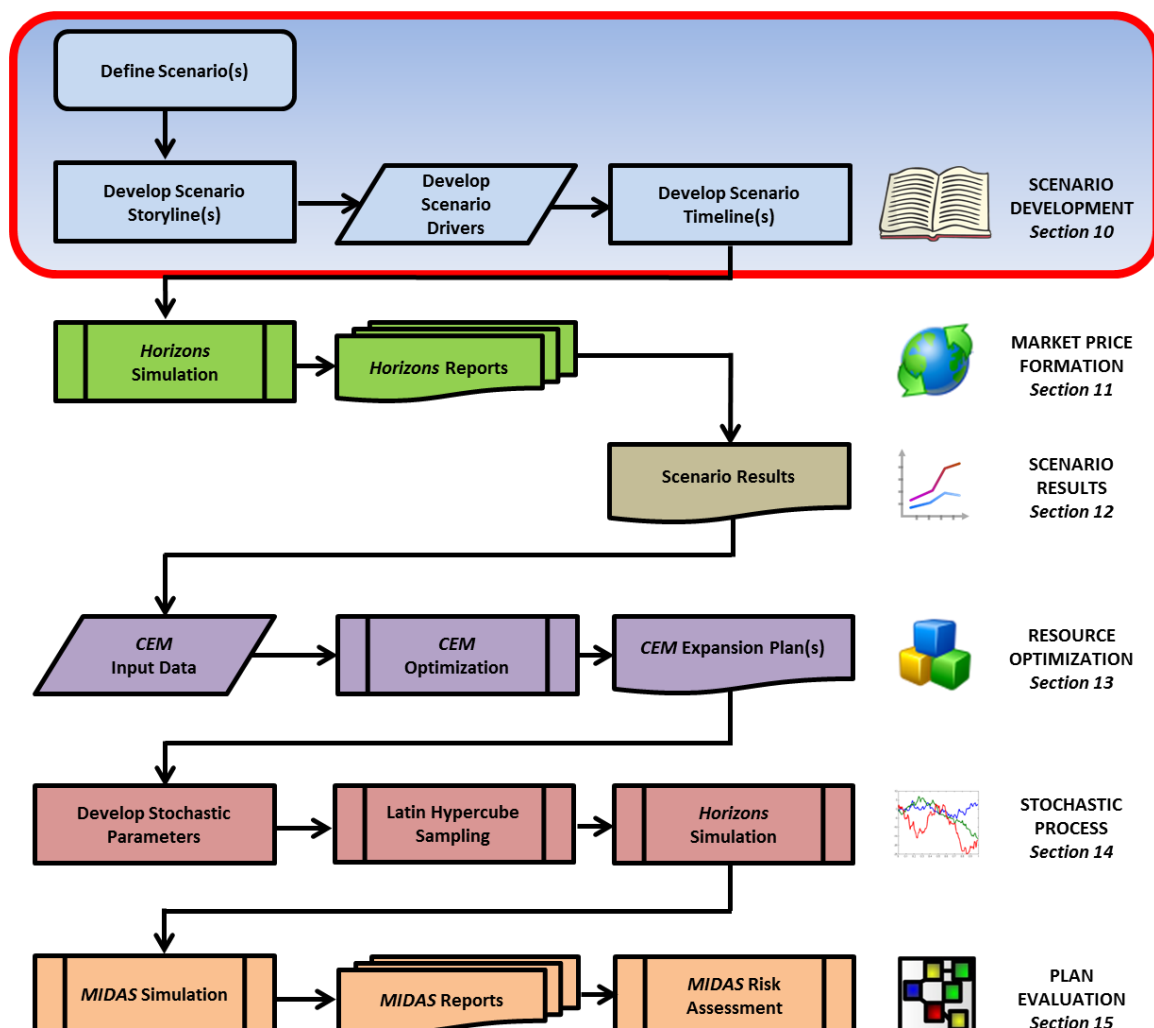 Define Scenario(s)
Develop Scenario
Storyline(s)
Develop
Scenario
Drivers
Develop Scenario
Timeline(s)
SCENARIO
DEVELOPMENT
Section 10
Horizons
Simulation
Horizons Reports
MARKET PRICE
FORMATION
Section 11
Scenario Results
SCENARIO
RESULTS
Section 12
CEM
Input Data
CEM
Optimization
CEM Expansion Plan(s)
RESOURCE
OPTIMIZATION
Section 13
Develop Stochastic
Parameters
Latin Hypercube
Sampling
Horizons
Simulation
STOCHASTIC
PROCESS
Section 14
MIDAS Simulation
MIDAS Reports
MIDAS Risk
Assessment
PLAN
EVALUATION
Section 15